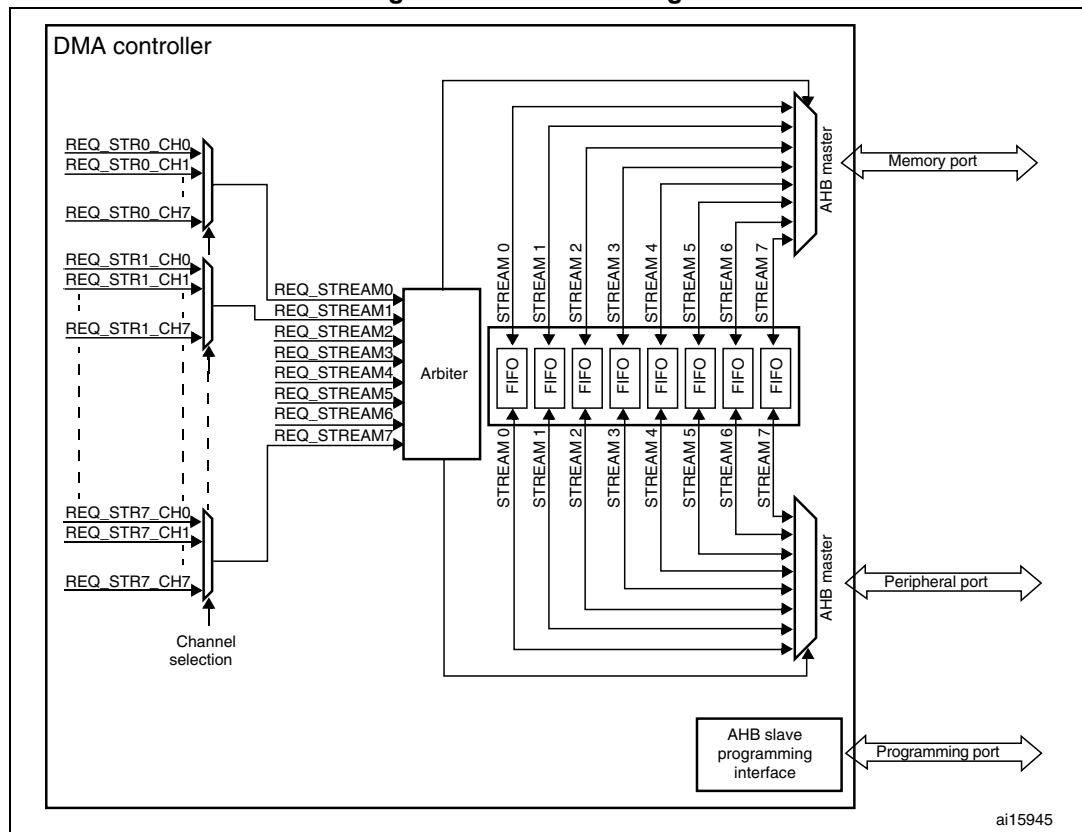 DMA controller
REQ_STR0_CH0
REQ_STR0_CH1
REQ_STR0_CH7
REQ_STR1_CH0
REQ_STR1_CH1
REQ_STR1_CH7
REQ_STR7_CH0
REQ_STR7_CH1
REQ_STR7_CH7
Channel
selection
REQ_STREAM0
REQ_STREAM1
REQ_STREAM2
REQ_STREAM3
REQ_STREAM4
REQ_STREAM5
REQ_STREAM6
REQ_STREAM7
Arbiter
STREAM 0
STREAM 1
STREAM 2
STREAM 3
STREAM 4
STREAM 5
STREAM 6
STREAM 7
FIFO
FIFO
FIFO
FIFO
FIFO
FIFO
FIFO
FIFO
STREAM 0
STREAM 1
STREAM 2
STREAM 3
STREAM 4
STREAM 5
STREAM 6
STREAM 7
AHB master
Memory port
AHB master
Peripheral port
AHB slave
programming
interface
Programming port
ai15945